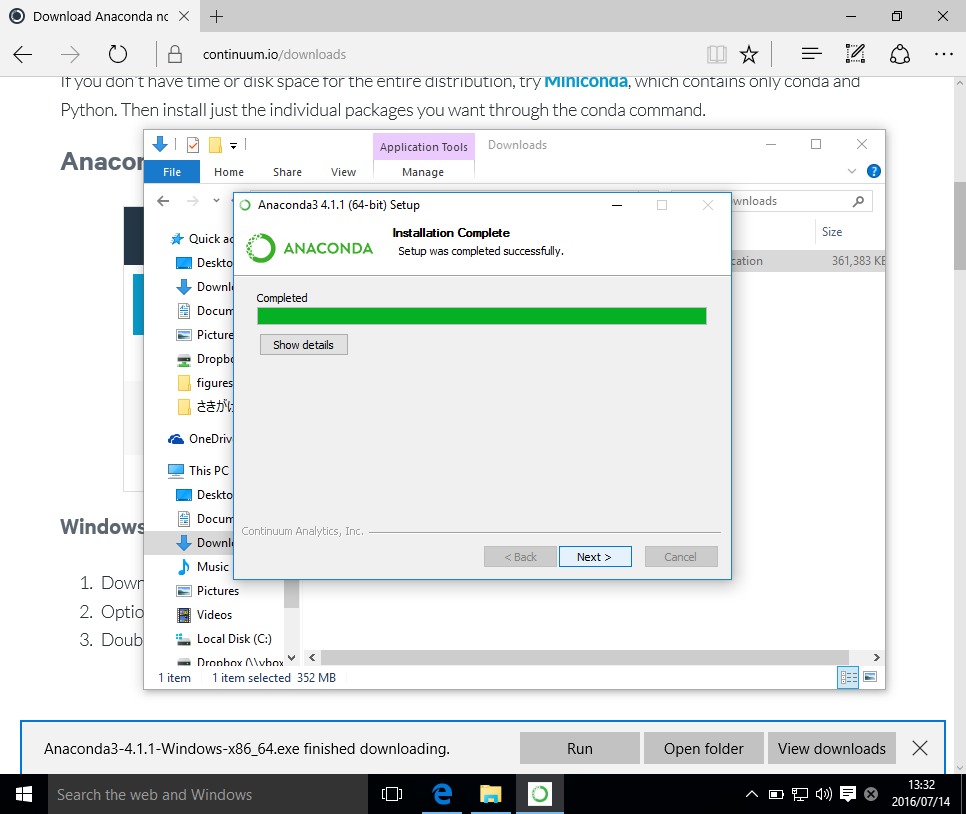 Download Anaconda no
continuum.io/downloads
If you don't have time or disk space for the entire distribution, try Miniconda, which contains only conda and
Python. Then install just the individual packages you want through the conda command.
Anacon
Application Tools
Downloads
File
Home
Share
View
Manage
wnloads
Size
cation
361,383 KB
Quick ac
Deskto
Downl
Docum
Picture
Dropbo
figures
さきがけ
OneDriv
This PC
Deskto
Docum
Downl
Music
Pictures
Videos
Local Disk (C:)
Dropbox (\\vbox
1 item
1 item selected 352 MB
Anaconda3 4.1.1 (64-bit) Setup
ANACONDA
Installation Complete
Setup was completed successfully.
Completed
Show details
Continuum Analytics, Inc.
< Back
Next >
Cancel
Windows
1. Down
2. Optio
3. Doub
Anaconda3-4.1.1-Windows-x86_64.exe finished downloading.
Run
Open folder
View downloads
Search the web and Windows
13:32
2016/07/14